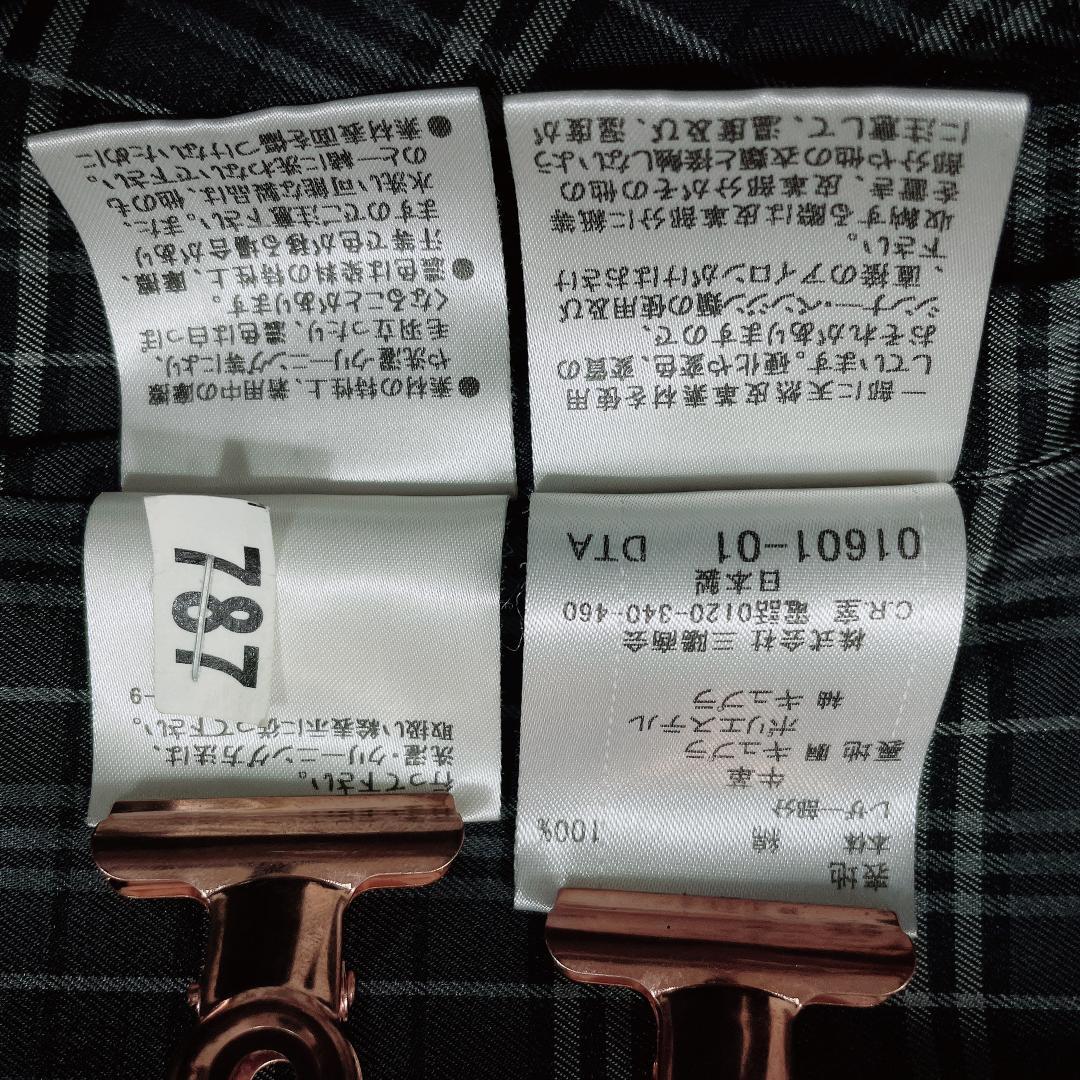 表地
本体 綿 100%
レザー部分
牛革
裏地 胴 キュプラ
ポリエステル
袖 キュプラ
株式会社 三陽商会
C.R.室 電話0120-340-460
日本製
01601-01 DTA
一部に天然皮革素材を使用
しています。硬化や変色、変質の
おそれがありますので、
シンナー・ベンジン類の使用及び
、直接のアイロンがけはおさけ
下さい。
収納する際は皮革部分に紙等
を置き、皮革部分がその他の
部分や他の衣類と接触しないよう
に注意して、温度及び、湿度が
●素材の特性上、着用中の摩擦
や洗濯・クリーニング等により、
毛羽立ったり、濃色は白っぽ
くなることがあります。
●濃色は染料の特性上、摩擦、
汗等で色が移る場合があり
ますのでご注意下さい。また、
水洗い可能な製品は、他のも
のと一緒に洗わないで下さい。
●素材表面を傷つけないために
行って下さい。
洗濯・クリーニング方法は、
取扱い絵表示に従って下さい。
787